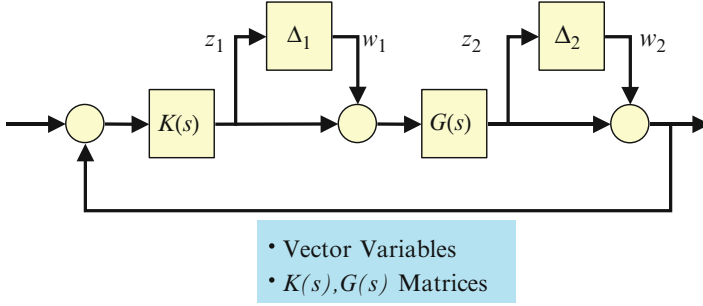 z₁ Δ₁ w₁ z₂ Δ₂ w₂
K(s) G(s)
• Vector Variables
• K(s),G(s) Matrices